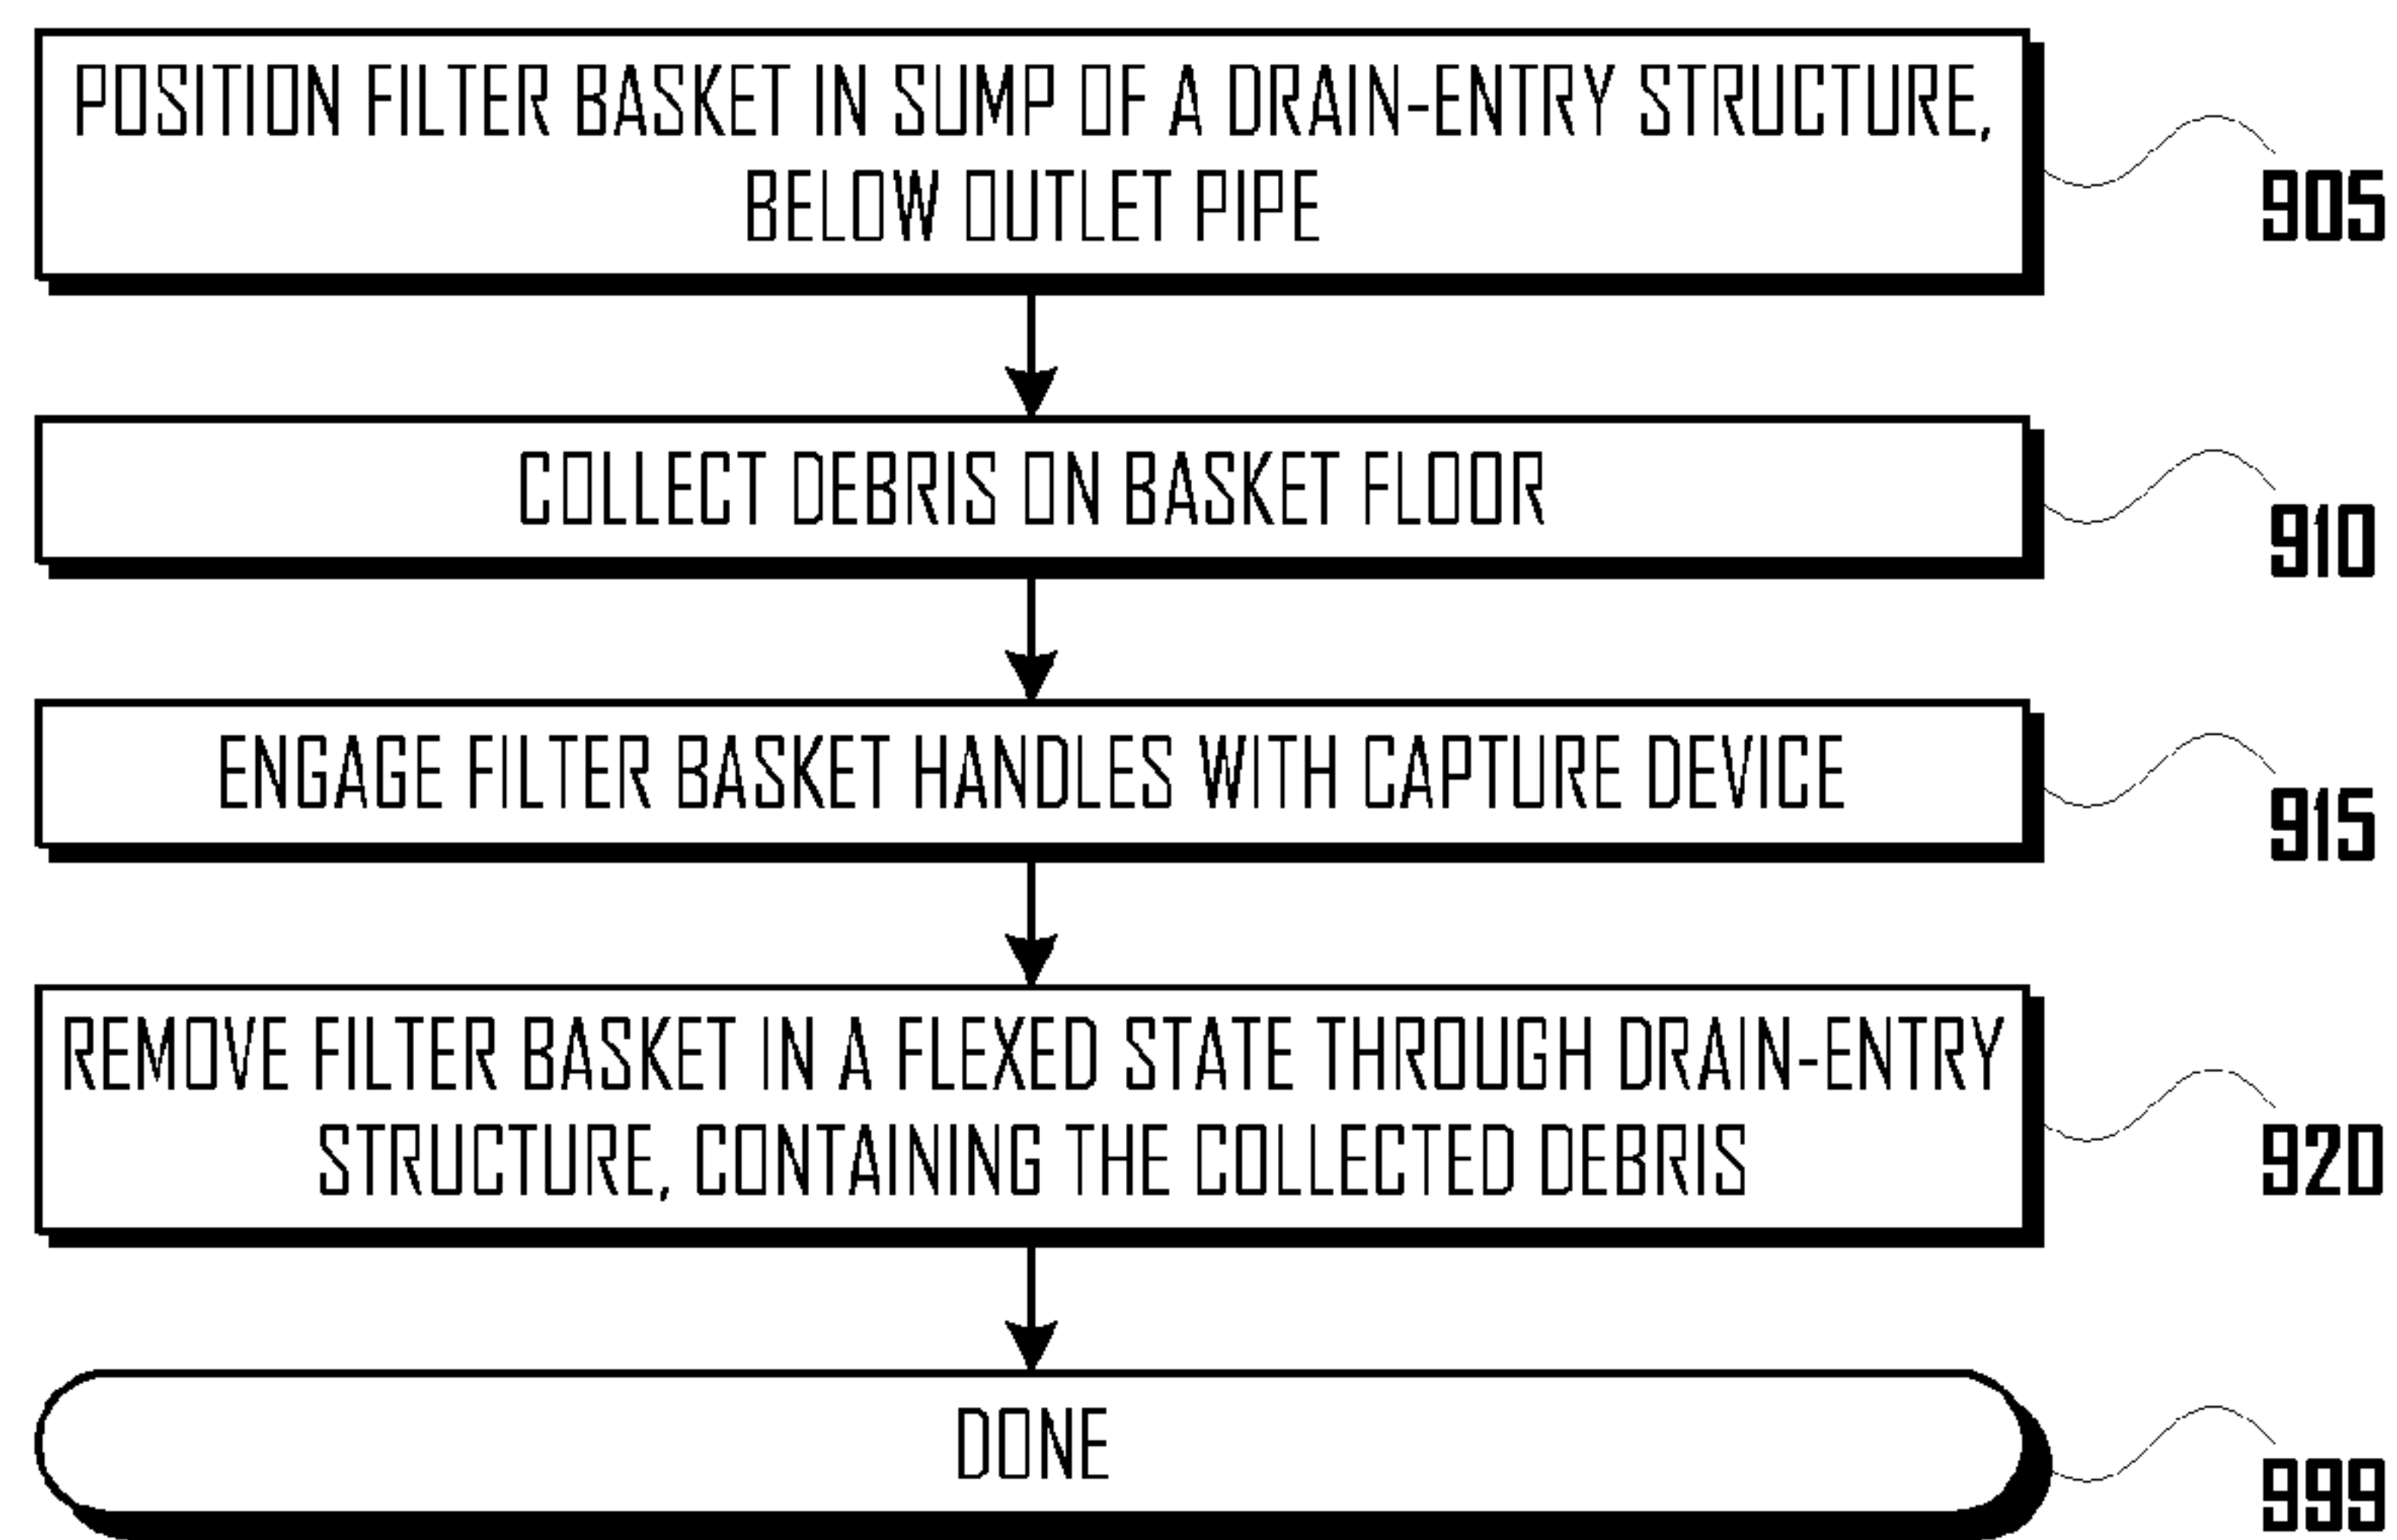 POSITION FILTER BASKET IN SUMP OF A DRAIN-ENTRY STRUCTURE,
BELOW OUTLET PIPE
905
COLLECT DEBRIS ON BASKET FLOOR
910
ENGAGE FILTER BASKET HANDLES WITH CAPTURE DEVICE
915
REMOVE FILTER BASKET IN A FLEXED STATE THROUGH DRAIN-ENTRY
STRUCTURE, CONTAINING THE COLLECTED DEBRIS
920
DONE
999